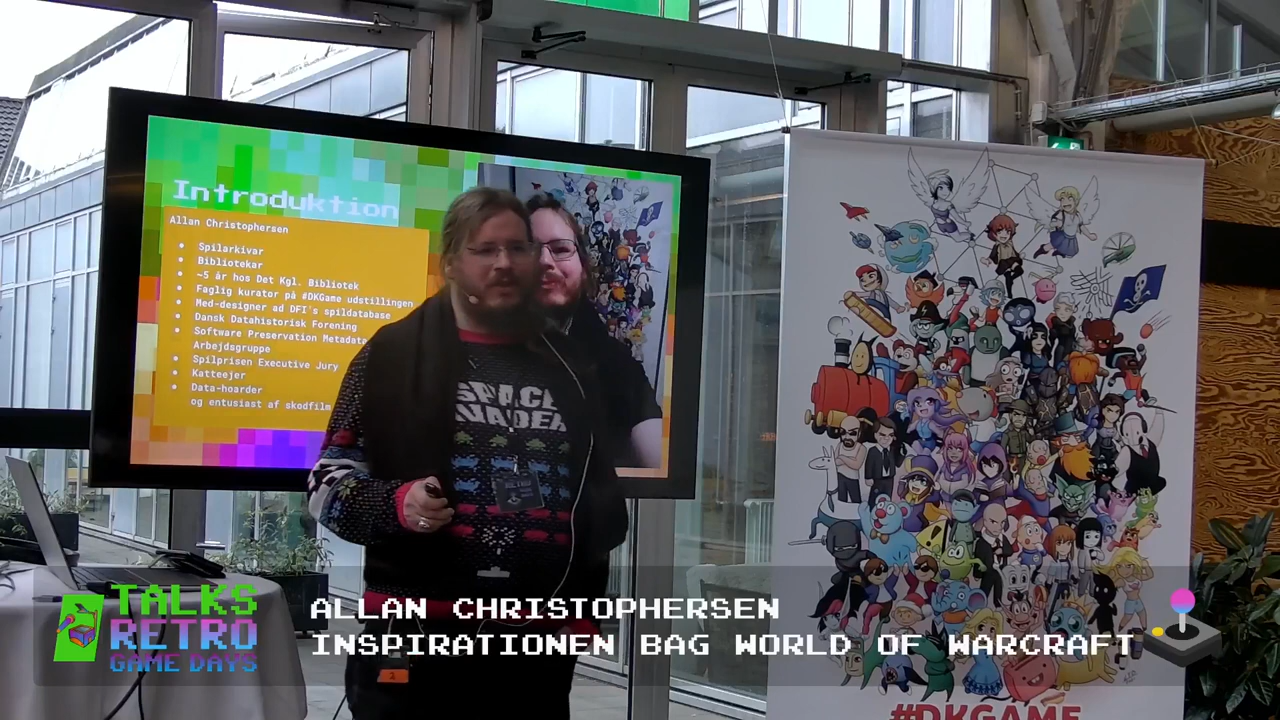 Introduktion
Allan Christophersen
Spilarkivar
Bibliotekar
~5 år hos Det Kgl. Bibliotek
Faglig kurator på #DKGame udstillingen
Med-designer ad DFI's spildatabase
Dansk Datahistorisk Forening
Software Preservation Metadata
Arbejdsgruppe
Spilprisen Executive Jury
Katteejer
Data-hoarder
og entusiast af skodfilm
SPACE
#DKGAME
TALKS
RETRO
GAME DAYS
ALLAN CHRISTOPHERSEN
INSPIRATIONEN BAG WORLD OF WARCRAFT